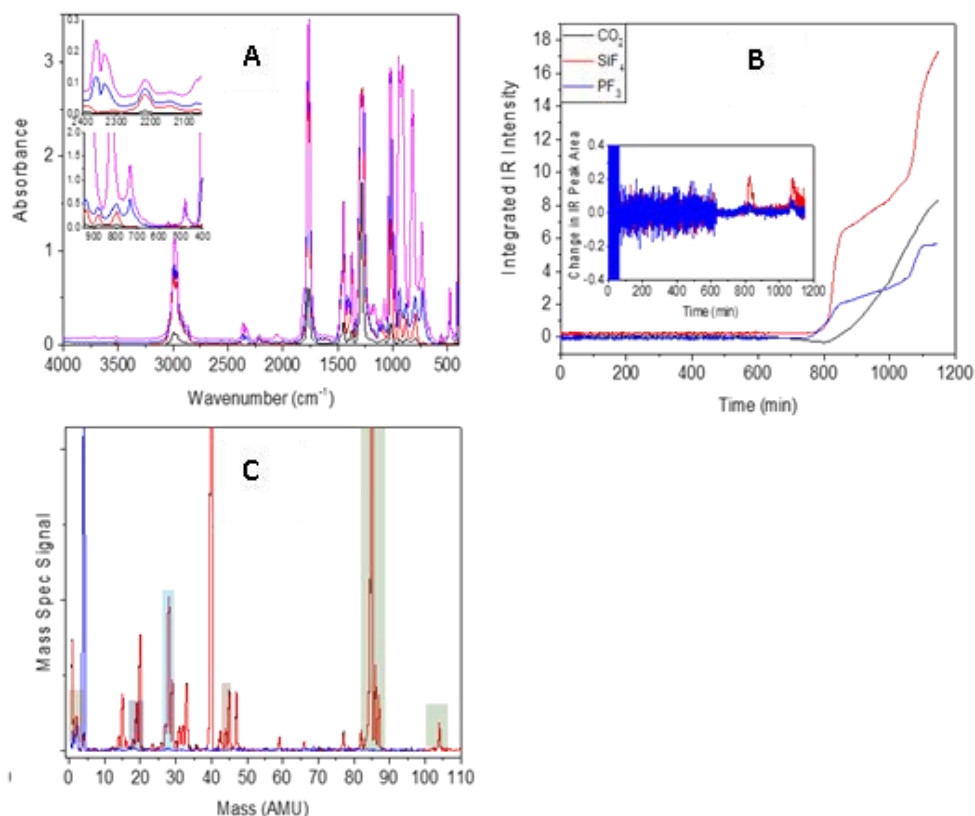 A
Absorbance
3
2
1
0
0.3
0.2
0.1
0.0
2400 2300 2200 2100
2.0
1.5
1.0
0.5
0.0
900 800 700 600 500 400
4000 3500 3000 2500 2000 1500 1000 500
Wavenumber (cm⁻¹)
B
Integrated IR Intensity
18
16
14
12
10
8
6
4
2
0
CO₂
SiF₄
PF₃
Change in IR Peak Area
0.4
0.2
0.0
-0.2
-0.4
0 200 400 600 800 1000 1200
Time (min)
0 200 400 600 800 1000 1200
Time (min)
C
Mass Spec Signal
0 10 20 30 40 50 60 70 80 90 100 110
Mass (AMU)